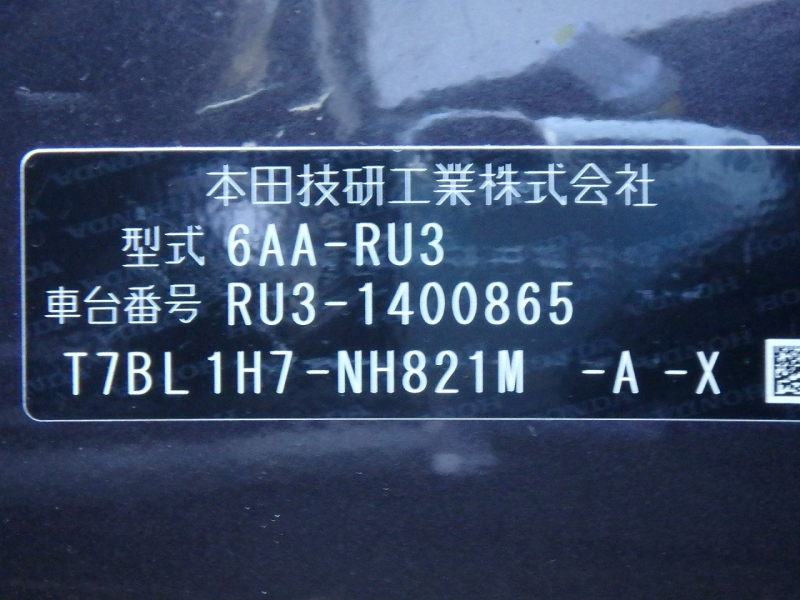 本田技研工業株式会社
型式 6AA-RU3
車台番号 RU3-1400865
T7BL1H7-NH821M -A -X